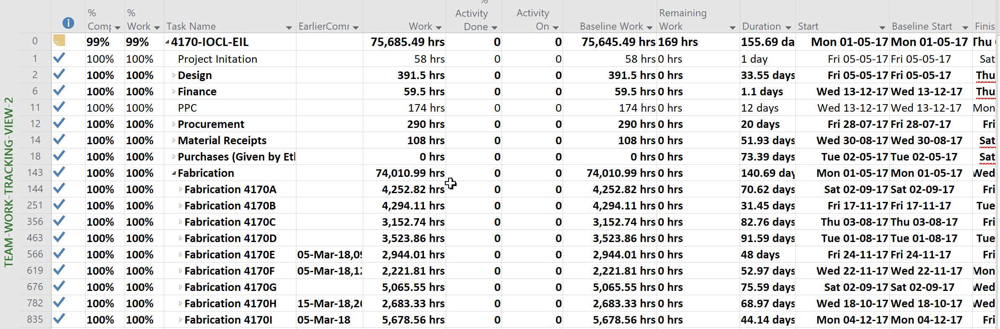 TEAM-WORK-TRACKING-VIEW-2
% Comp % Work Task Name EarlierComm Work % Activity Done Activity On Baseline Work Remaining Work Duration Start Baseline Start Finis
0 99% 99% 4170-IOCL-EIL 75,685.49 hrs 0 0 75,645.49 hrs 169 hrs 155.69 da Mon 01-05-17 Mon 01-05-17 Thu
1 100% 100% Project Initation 58 hrs 0 0 58 hrs 0 hrs 1 day Fri 05-05-17 Fri 05-05-17 Sat
2 100% 100% Design 391.5 hrs 0 0 391.5 hrs 0 hrs 33.55 days Fri 05-05-17 Fri 05-05-17 Thu
6 100% 100% Finance 59.5 hrs 0 0 59.5 hrs 0 hrs 1.1 days Wed 13-12-17 Wed 13-12-17 Thu
11 100% 100% PPC 174 hrs 0 0 174 hrs 0 hrs 12 days Wed 13-12-17 Wed 13-12-17 Mon
12 100% 100% Procurement 290 hrs 0 0 290 hrs 0 hrs 20 days Fri 28-07-17 Fri 28-07-17 Fri
14 100% 100% Material Receipts 108 hrs 0 0 108 hrs 0 hrs 51.93 days Wed 30-08-17 Wed 30-08-17 Sat
18 100% 100% Purchases (Given by Etl 0 hrs 0 0 0 hrs 0 hrs 73.39 days Tue 02-05-17 Tue 02-05-17 Sat
143 100% 100% Fabrication 74,010.99 hrs 0 0 74,010.99 hrs 0 hrs 140.69 day Mon 01-05-17 Mon 01-05-17 Wed
144 100% 100% Fabrication 4170A 4,252.82 hrs 0 0 4,252.82 hrs 0 hrs 70.62 days Sat 02-09-17 Sat 02-09-17 Fri
251 100% 100% Fabrication 4170B 4,294.11 hrs 0 0 4,294.11 hrs 0 hrs 31.45 days Fri 17-11-17 Fri 17-11-17 Tue
356 100% 100% Fabrication 4170C 3,152.74 hrs 0 0 3,152.74 hrs 0 hrs 82.76 days Thu 03-08-17 Thu 03-08-17 Fri
463 100% 100% Fabrication 4170D 3,523.86 hrs 0 0 3,523.86 hrs 0 hrs 91.59 days Tue 01-08-17 Tue 01-08-17 Tue
566 100% 100% Fabrication 4170E 05-Mar-18,09 2,944.01 hrs 0 0 2,944.01 hrs 0 hrs 48 days Fri 24-11-17 Fri 24-11-17 Fri
619 100% 100% Fabrication 4170F 05-Mar-18,12 2,221.81 hrs 0 0 2,221.81 hrs 0 hrs 52.97 days Wed 22-11-17 Wed 22-11-17 Mon
676 100% 100% Fabrication 4170G 5,065.55 hrs 0 0 5,065.55 hrs 0 hrs 75.59 days Sat 02-09-17 Sat 02-09-17 Wed
782 100% 100% Fabrication 4170H 15-Mar-18,20 2,683.33 hrs 0 0 2,683.33 hrs 0 hrs 68.97 days Wed 18-10-17 Wed 18-10-17 Wed
835 100% 100% Fabrication 4170I 05-Mar-18 5,678.56 hrs 0 0 5,678.56 hrs 0 hrs 44.14 days Mon 04-12-17 Mon 04-12-17 Fri